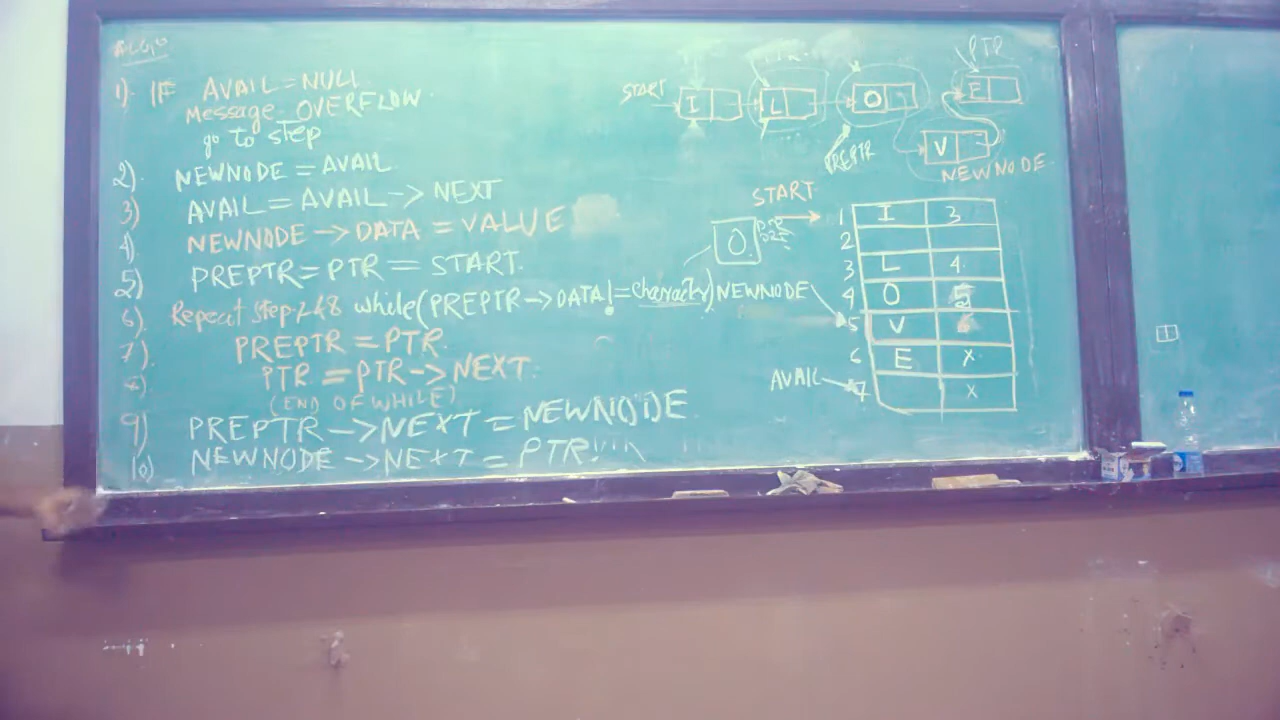 ALGO
1) IF AVAIL = NULL
Message OVERFLOW
go to step
2) NEWNODE = AVAIL
3) AVAIL = AVAIL -> NEXT
4) NEWNODE -> DATA = VALUE
5) PREPTR = PTR = START
6) Repeat step 7 & 8 while (PREPTR -> DATA != character)
7) PREPTR = PTR
8) PTR = PTR -> NEXT
(END OF WHILE)
9) PREPTR -> NEXT = NEWNODE
10) NEWNODE -> NEXT = PTR
START I L O E
PTR
PREPTR
V
NEWNODE
START
O
NEWNODE
AVAIL
1 I 3
2
3 L 4
4 O 5
5 V
6 E X
7 X